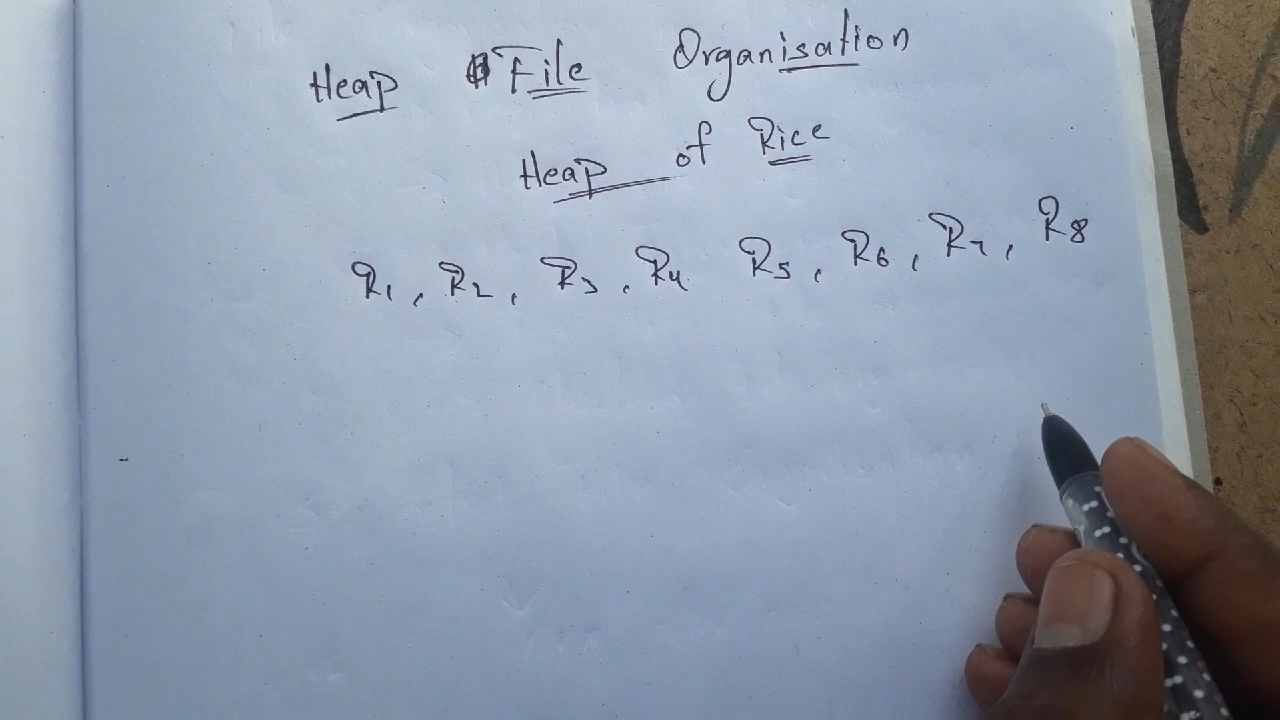 Heap File Organisation
Heap of Rice
R1, R2, R3, R4 R5, R6, R7, R8